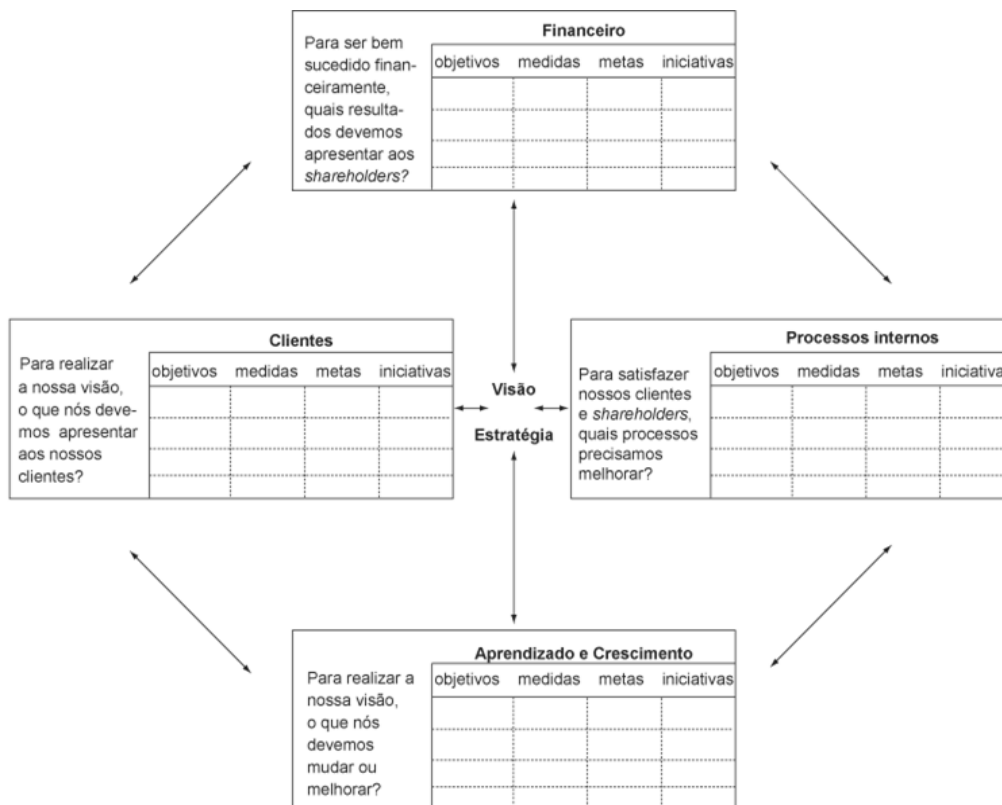 Financeiro
Para ser bem
sucedido finan-
ceiramente,
quais resulta-
dos devemos
apresentar aos
shareholders?
objetivos medidas metas iniciativas
Clientes
Para realizar
a nossa visão,
o que nós deve-
mos apresentar
aos nossos
clientes?
objetivos medidas metas iniciativas
Visão
Estratégia
Processos internos
Para satisfazer
nossos clientes
e shareholders,
quais processos
precisamos
melhorar?
objetivos medidas metas iniciativa
Aprendizado e Crescimento
Para realizar a
nossa visão,
o que nós
devemos
mudar ou
melhorar?
objetivos medidas metas iniciativas